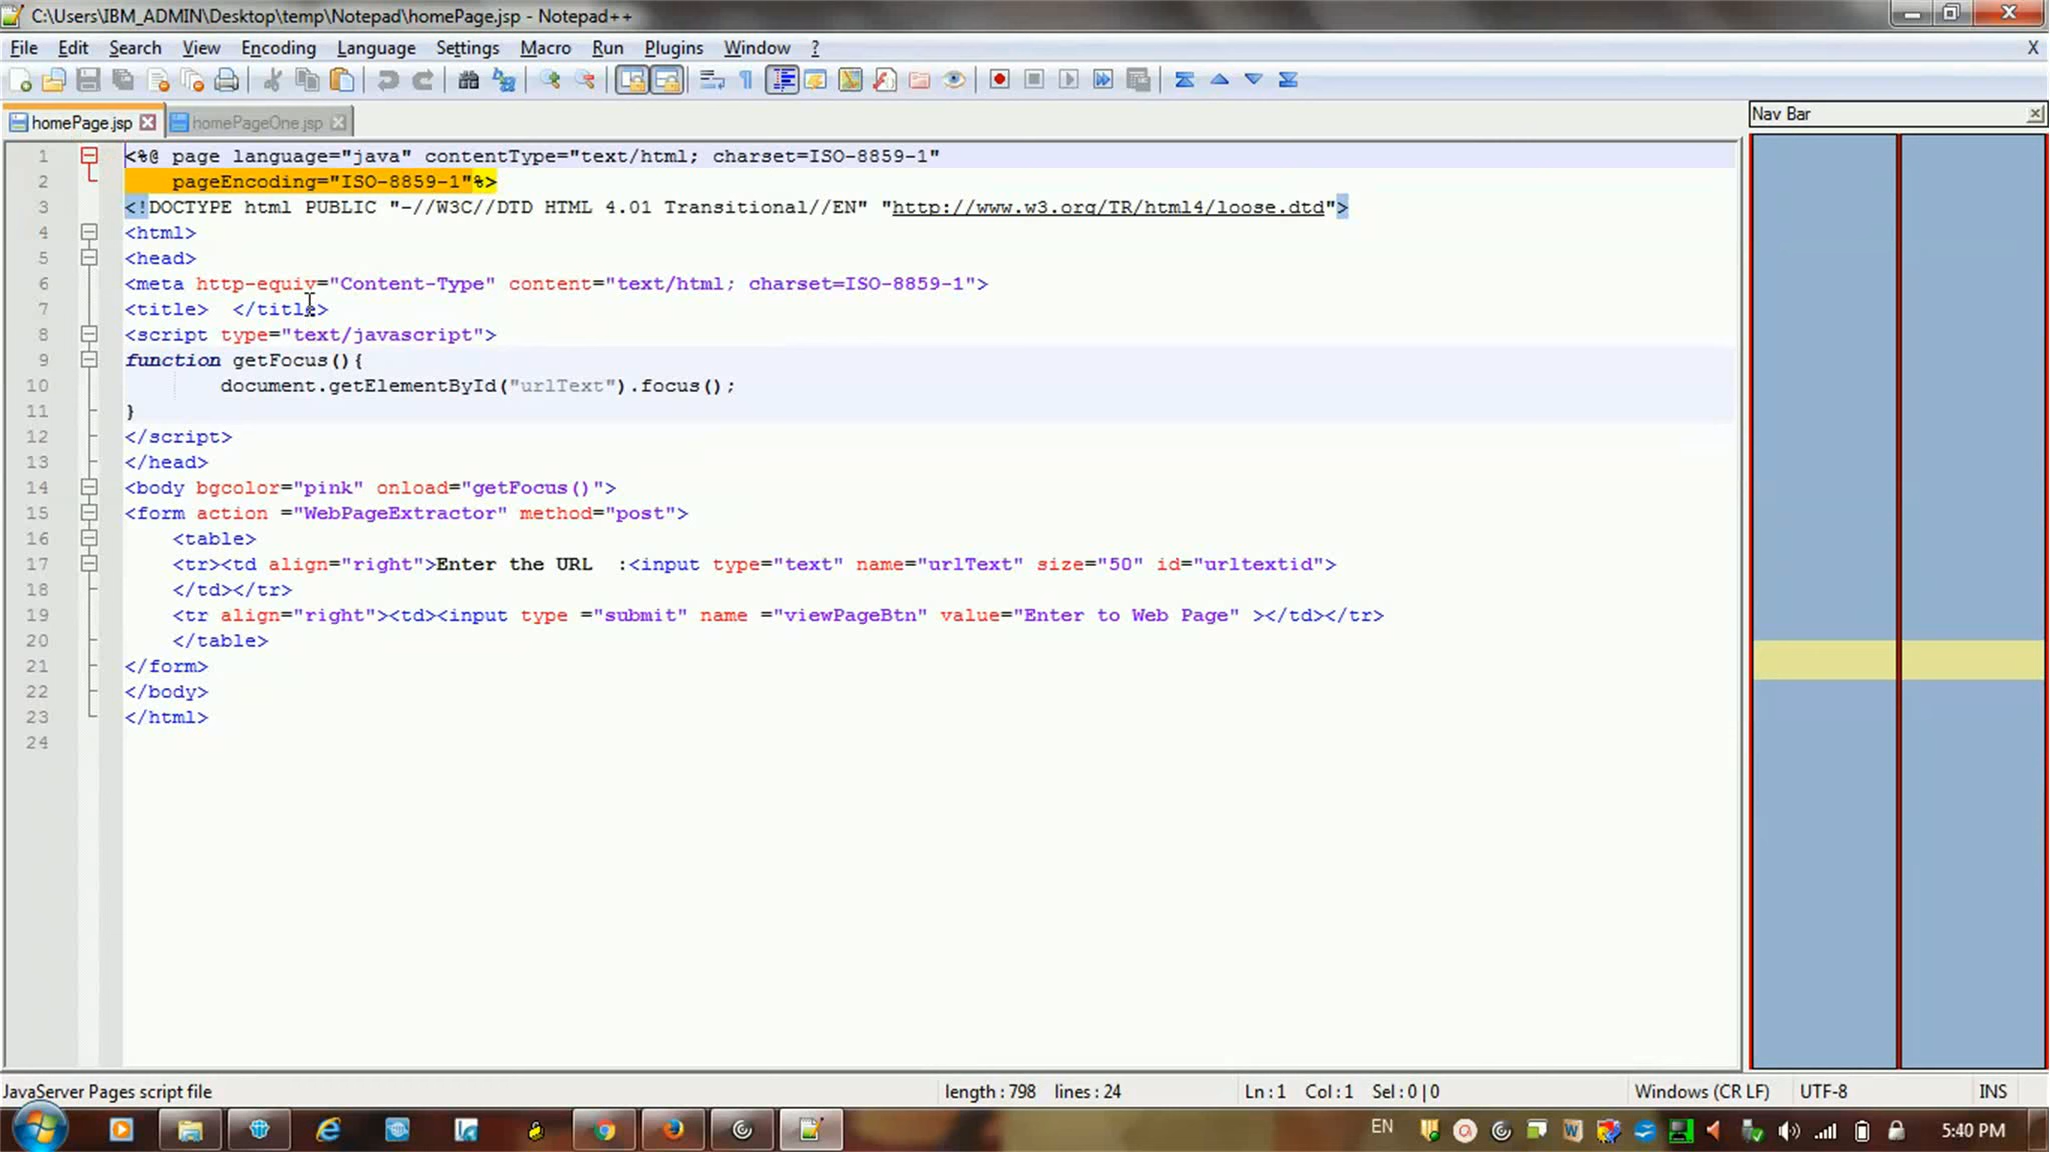 C:\Users\IBM_ADMIN\Desktop\temp\Notepad\homePage.jsp - Notepad++
File Edit Search View Encoding Language Settings Macro Run Plugins Window ? X
homePage.jsp homePageOne.jsp
Nav Bar
1 <%@ page language="java" contentType="text/html; charset=ISO-8859-1"
2     pageEncoding="ISO-8859-1"%>
3 <!DOCTYPE html PUBLIC "-//W3C//DTD HTML 4.01 Transitional//EN" "http://www.w3.org/TR/html4/loose.dtd">
4 <html>
5 <head>
6 <meta http-equiv="Content-Type" content="text/html; charset=ISO-8859-1">
7 <title>  </title>
8 <script type="text/javascript">
9 function getFocus(){
10         document.getElementById("urlText").focus();
11 }
12 </script>
13 </head>
14 <body bgcolor="pink" onload="getFocus()">
15 <form action ="WebPageExtractor" method="post">
16     <table>
17     <tr><td align="right">Enter the URL  :<input type="text" name="urlText" size="50" id="urltextid">
18     </td></tr>
19     <tr align="right"><td><input type ="submit" name ="viewPageBtn" value="Enter to Web Page" ></td></tr>
20     </table>
21 </form>
22 </body>
23 </html>
24
JavaServer Pages script file length : 798 lines : 24 Ln : 1 Col : 1 Sel : 0 | 0 Windows (CR LF) UTF-8 INS
EN 5:40 PM